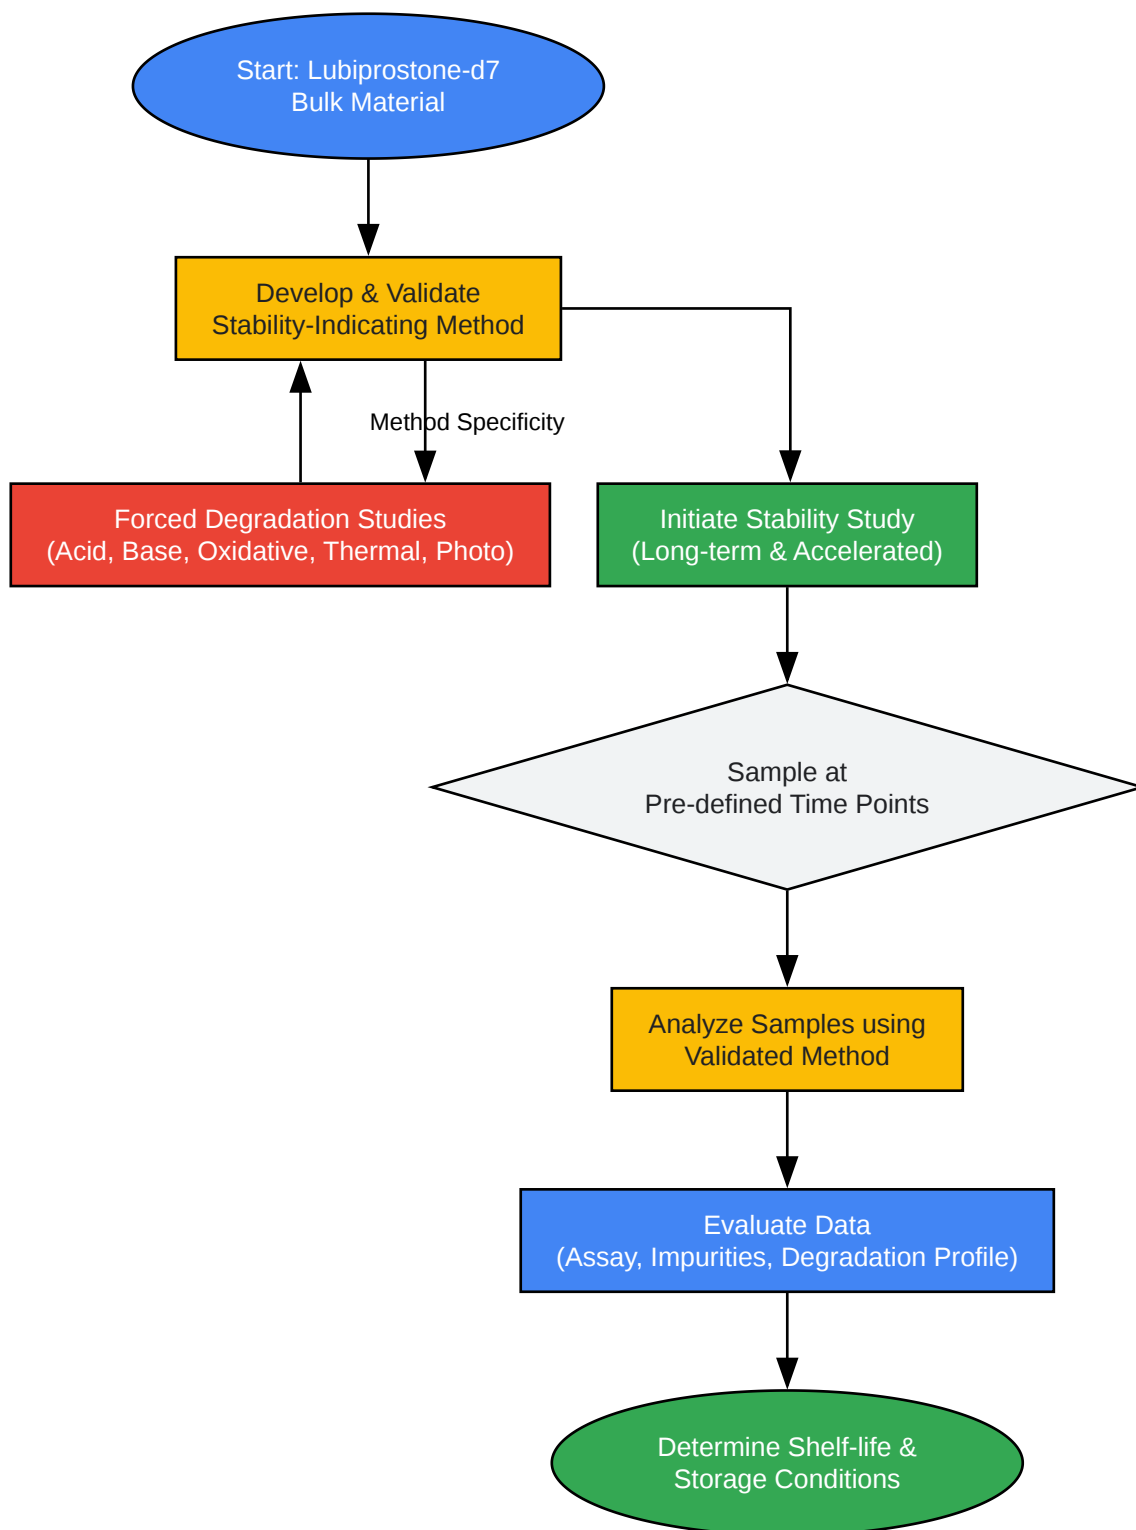 Start: Lubiprostone-d7
Bulk Material
Develop & Validate
Stability-Indicating Method
Method Specificity
Forced Degradation Studies
(Acid, Base, Oxidative, Thermal, Photo)
Initiate Stability Study
(Long-term & Accelerated)
Sample at
Pre-defined Time Points
Analyze Samples using
Validated Method
Evaluate Data
(Assay, Impurities, Degradation Profile)
Determine Shelf-life &
Storage Conditions